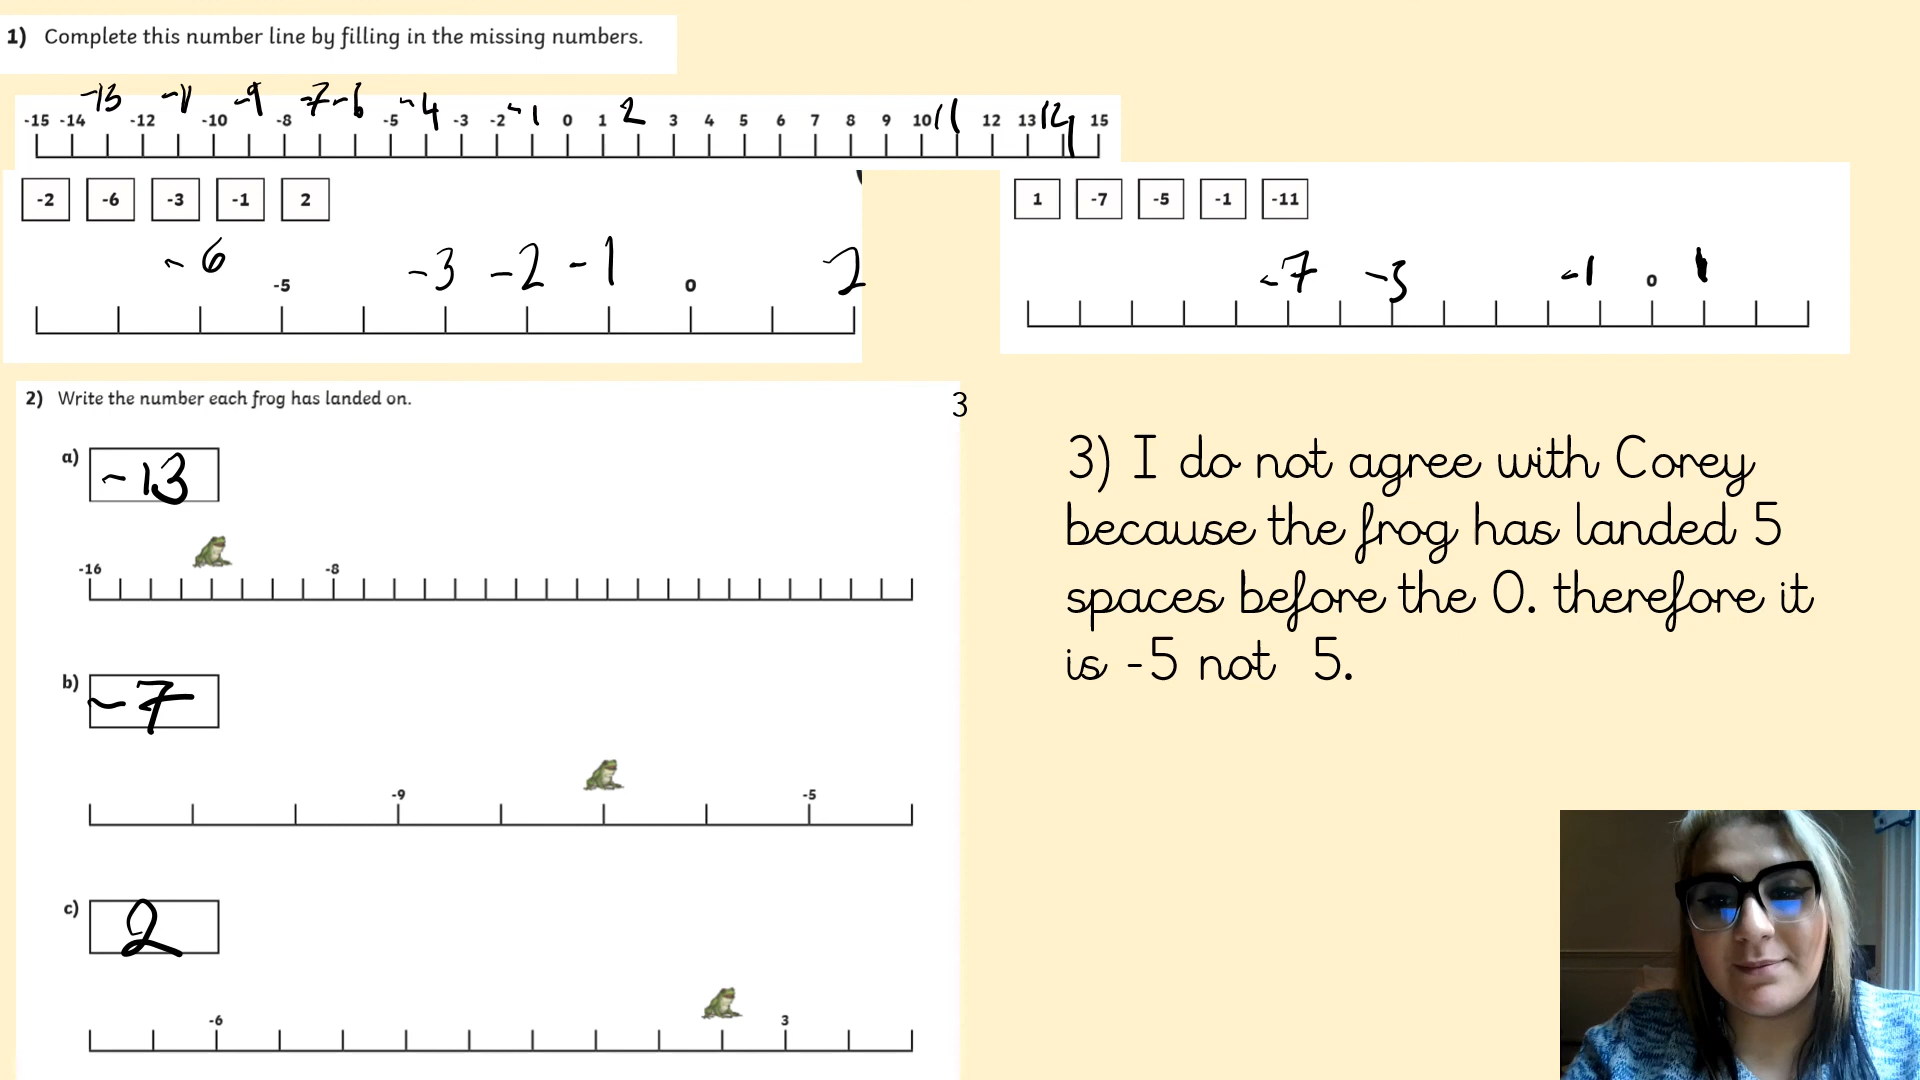 1) Complete this number line by filling in the missing numbers.
-13 -11 -9 -7 -6 -4 -1 2 11 14
-15 -14 -12 -10 -8 -5 -3 -2 0 1 3 4 5 6 7 8 9 10 12 13 15
-2 -6 -3 -1 2
-6 -3 -2 -1 2
-5 0
1 -7 -5 -1 -11
-7 -5 -1 0 1
2) Write the number each frog has landed on.
a) -13
-16 -8
b) -7
-9 -5
c) 2
-6 3
3
3) I do not agree with Corey
because the frog has landed 5
spaces before the 0. therefore it
is -5 not 5.